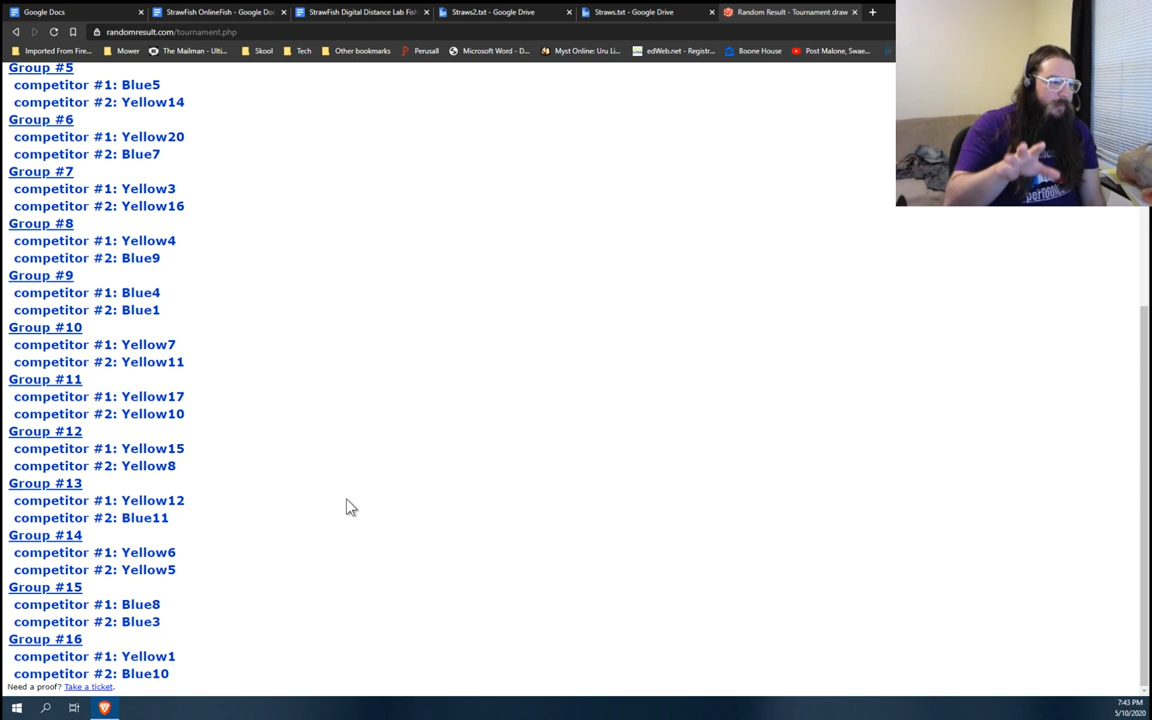 Google Docs
StrawFish OnlineFish - Google Doc
StrawFish Digital Distance Lab Fish
Straws2.txt - Google Drive
Straws.txt - Google Drive
Random Result - Tournament draw
randomresult.com/tournament.php
Imported From Fire...
Mower
The Mailman - Ulti...
Skool
Tech
Other bookmarks
Perusall
Microsoft Word - D...
Myst Online: Uru Li...
edWeb.net - Registr...
Boone House
Post Malone, Swae...
Group #5
competitor #1: Blue5
competitor #2: Yellow14
Group #6
competitor #1: Yellow20
competitor #2: Blue7
Group #7
competitor #1: Yellow3
competitor #2: Yellow16
Group #8
competitor #1: Yellow4
competitor #2: Blue9
Group #9
competitor #1: Blue4
competitor #2: Blue1
Group #10
competitor #1: Yellow7
competitor #2: Yellow11
Group #11
competitor #1: Yellow17
competitor #2: Yellow10
Group #12
competitor #1: Yellow15
competitor #2: Yellow8
Group #13
competitor #1: Yellow12
competitor #2: Blue11
Group #14
competitor #1: Yellow6
competitor #2: Yellow5
Group #15
competitor #1: Blue8
competitor #2: Blue3
Group #16
competitor #1: Yellow1
competitor #2: Blue10
Need a proof? Take a ticket.
7:43 PM
5/10/2020